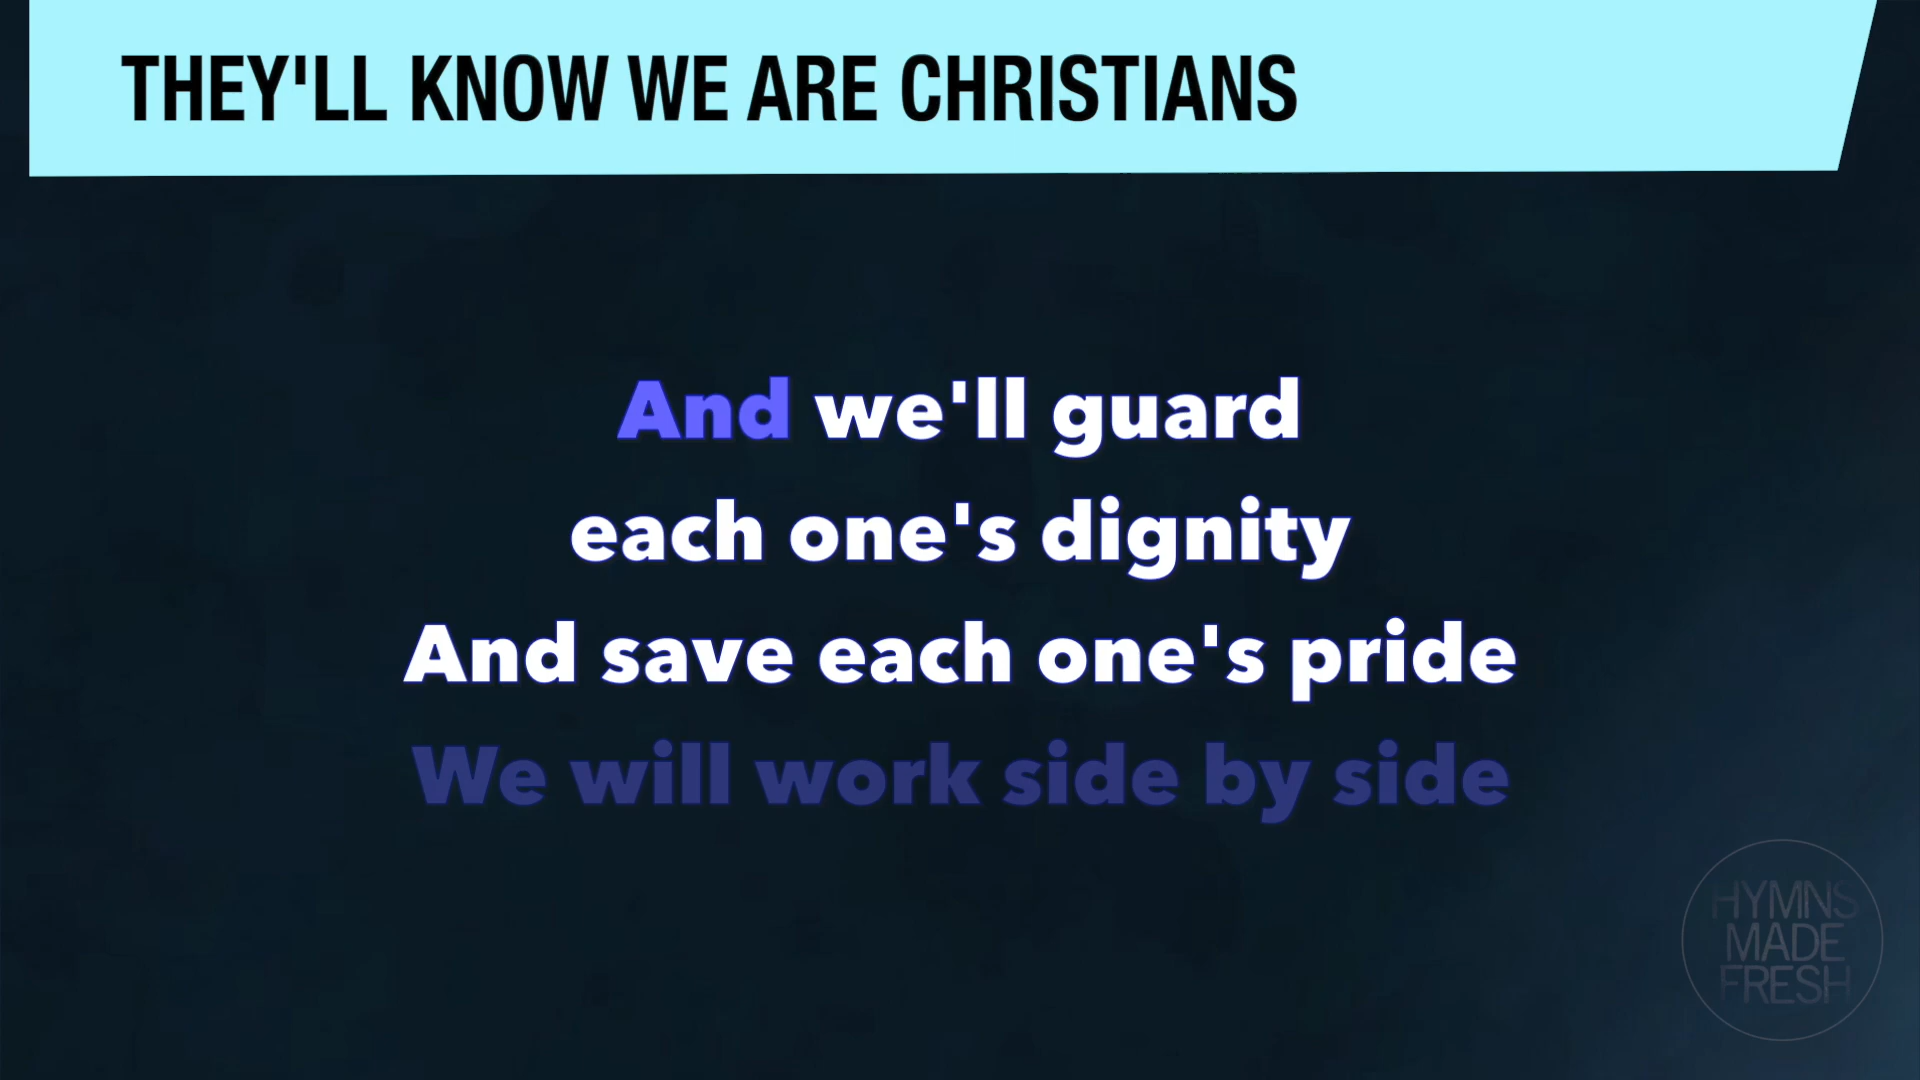 THEY'LL KNOW WE ARE CHRISTIANS
And we'll guard
each one's dignity
And save each one's pride
We will work side by side
HYMNS
MADE
FRESH